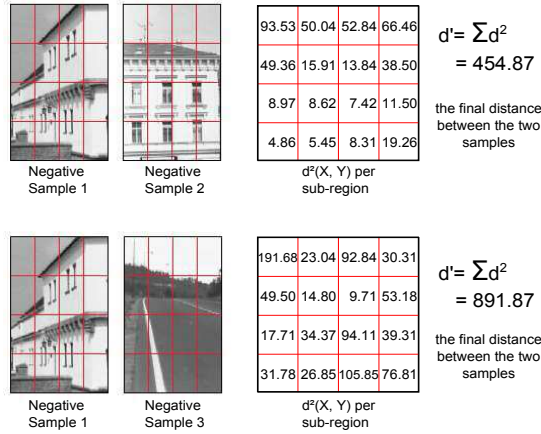 93.53 50.04 52.84 66.46
49.36 15.91 13.84 38.50
8.97 8.62 7.42 11.50
4.86 5.45 8.31 19.26
d'= Σd²
= 454.87
the final distance
between the two
samples
Negative
Sample 1
Negative
Sample 2
d²(X, Y) per
sub-region
191.68 23.04 92.84 30.31
49.50 14.80 9.71 53.18
17.71 34.37 94.11 39.31
31.78 26.85 105.85 76.81
d'= Σd²
= 891.87
the final distance
between the two
samples
Negative
Sample 1
Negative
Sample 3
d²(X, Y) per
sub-region